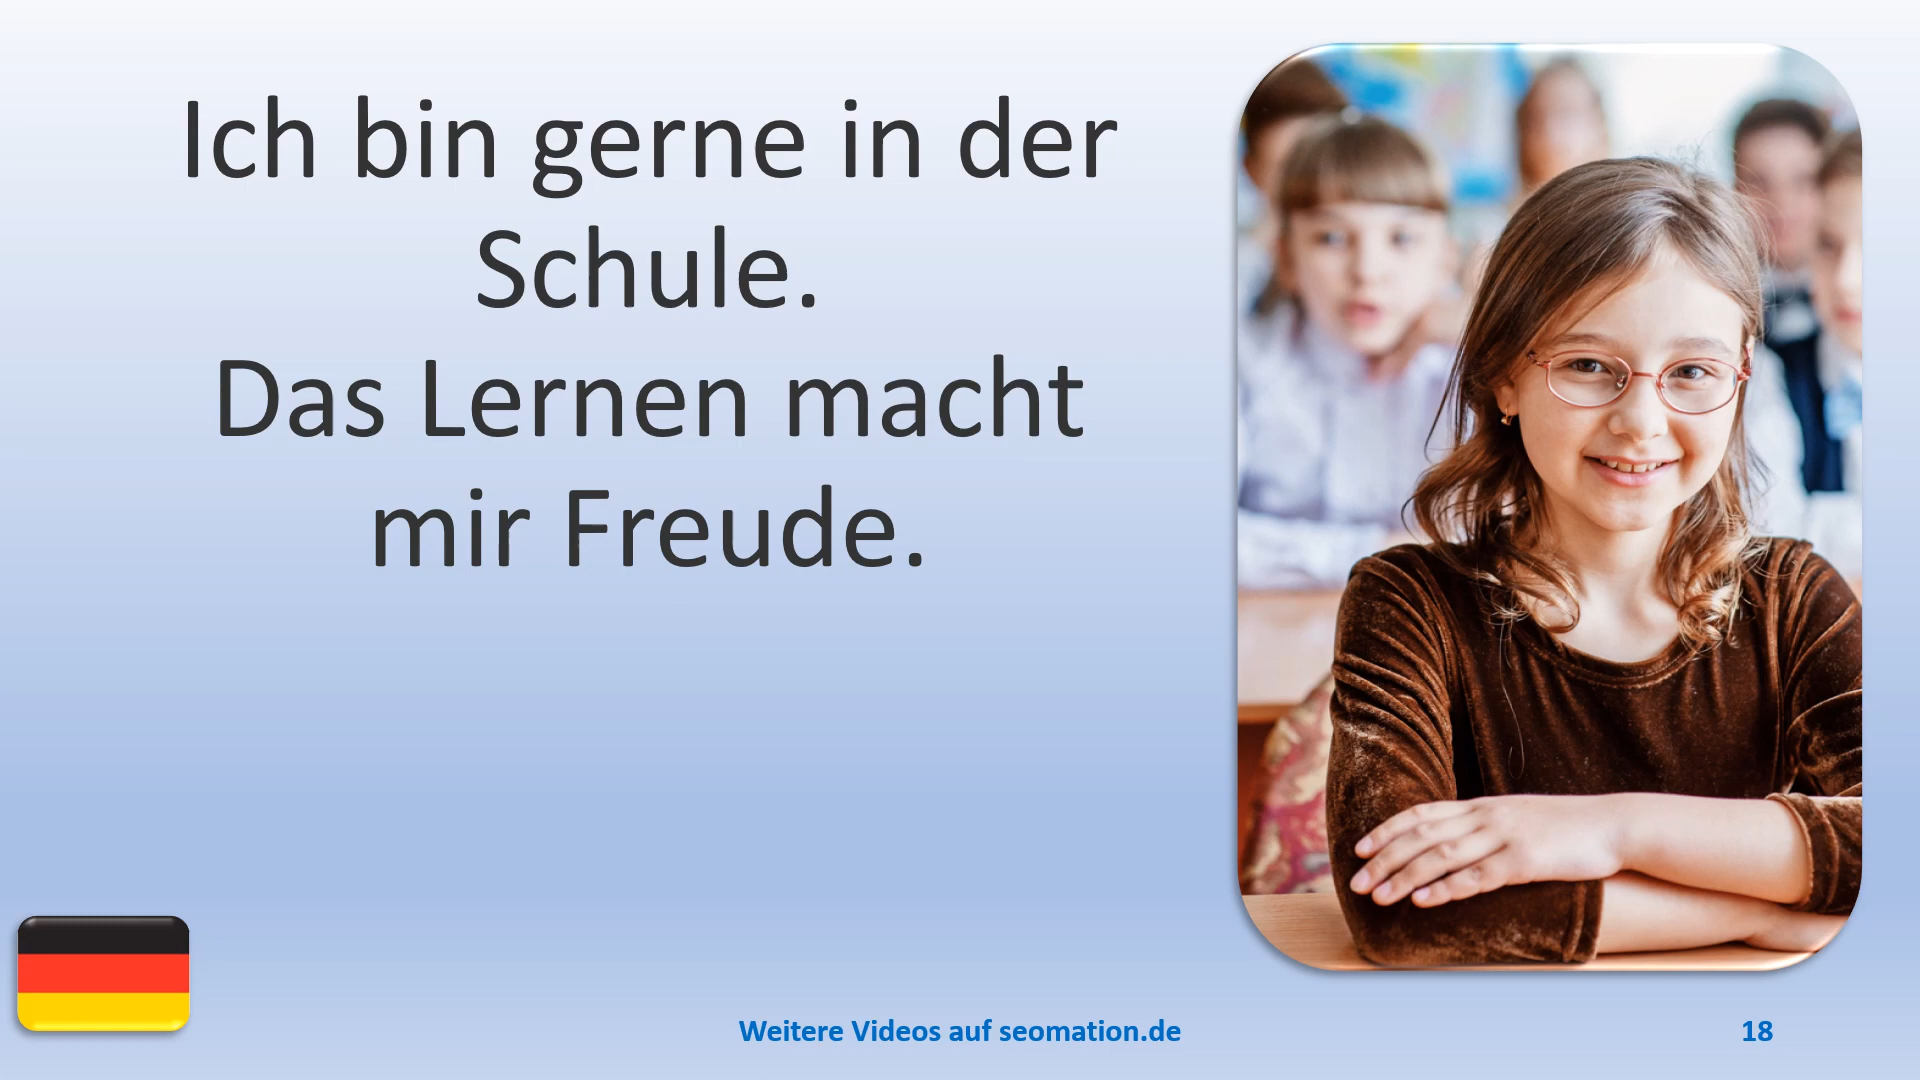 Ich bin gerne in der
Schule.
Das Lernen macht
mir Freude.
Weitere Videos auf seomation.de
18